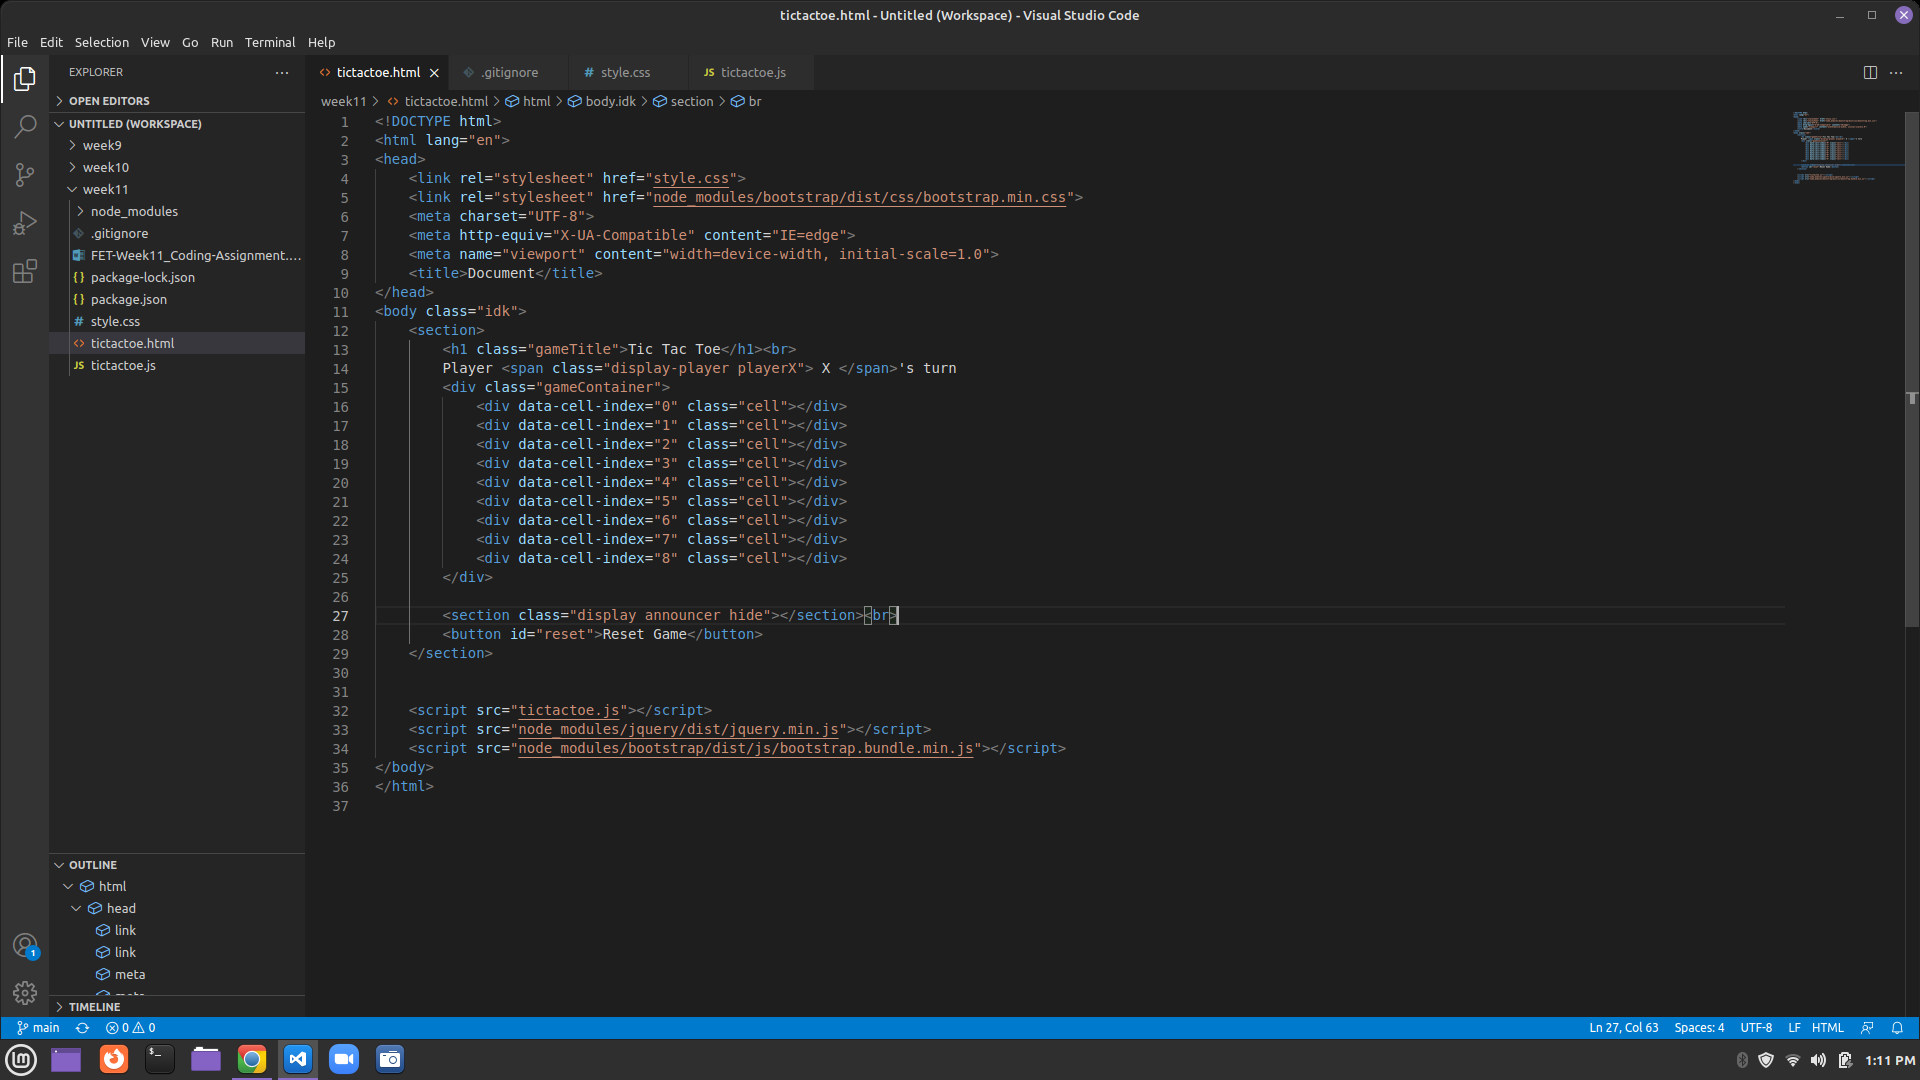 tictactoe.html - Untitled (Workspace) - Visual Studio Code
File Edit Selection View Go Run Terminal Help
EXPLORER
OPEN EDITORS
UNTITLED (WORKSPACE)
week9
week10
week11
node_modules
.gitignore
FET-Week11_Coding-Assignment....
package-lock.json
package.json
style.css
tictactoe.html
JS tictactoe.js
OUTLINE
html
head
link
link
meta
TIMELINE
tictactoe.html .gitignore # style.css JS tictactoe.js
week11 > tictactoe.html > html > body.idk > section > br
1 <!DOCTYPE html>
2 <html lang="en">
3 <head>
4 <link rel="stylesheet" href="style.css">
5 <link rel="stylesheet" href="node_modules/bootstrap/dist/css/bootstrap.min.css">
6 <meta charset="UTF-8">
7 <meta http-equiv="X-UA-Compatible" content="IE=edge">
8 <meta name="viewport" content="width=device-width, initial-scale=1.0">
9 <title>Document</title>
10 </head>
11 <body class="idk">
12 <section>
13 <h1 class="gameTitle">Tic Tac Toe</h1><br>
14 Player <span class="display-player playerX"> X </span>'s turn
15 <div class="gameContainer">
16 <div data-cell-index="0" class="cell"></div>
17 <div data-cell-index="1" class="cell"></div>
18 <div data-cell-index="2" class="cell"></div>
19 <div data-cell-index="3" class="cell"></div>
20 <div data-cell-index="4" class="cell"></div>
21 <div data-cell-index="5" class="cell"></div>
22 <div data-cell-index="6" class="cell"></div>
23 <div data-cell-index="7" class="cell"></div>
24 <div data-cell-index="8" class="cell"></div>
25 </div>
26
27 <section class="display announcer hide"></section><br>
28 <button id="reset">Reset Game</button>
29 </section>
30
31
32 <script src="tictactoe.js"></script>
33 <script src="node_modules/jquery/dist/jquery.min.js"></script>
34 <script src="node_modules/bootstrap/dist/js/bootstrap.bundle.min.js"></script>
35 </body>
36 </html>
37
1
main 0 0 Ln 27, Col 63 Spaces: 4 UTF-8 LF HTML
1:11 PM